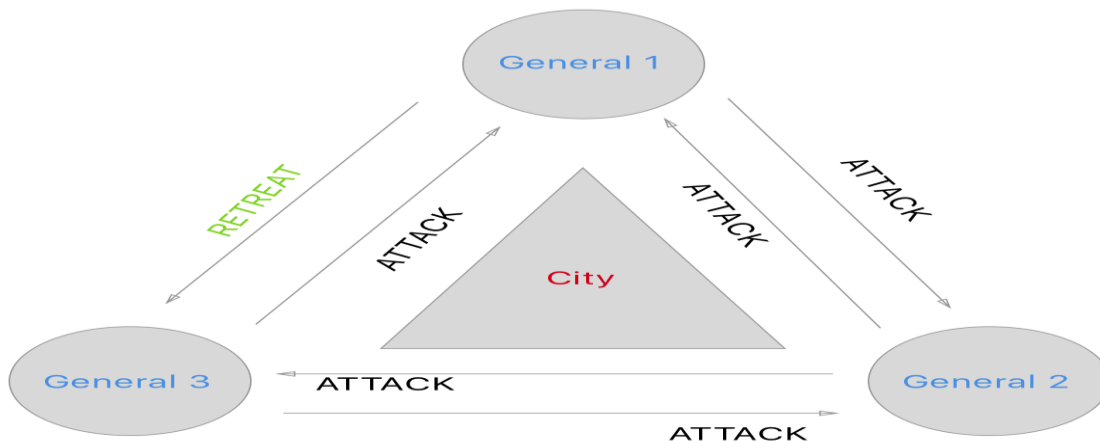 General 1
RETREAT
ATTACK
ATTACK
ATTACK
City
General 3
ATTACK
ATTACK
General 2